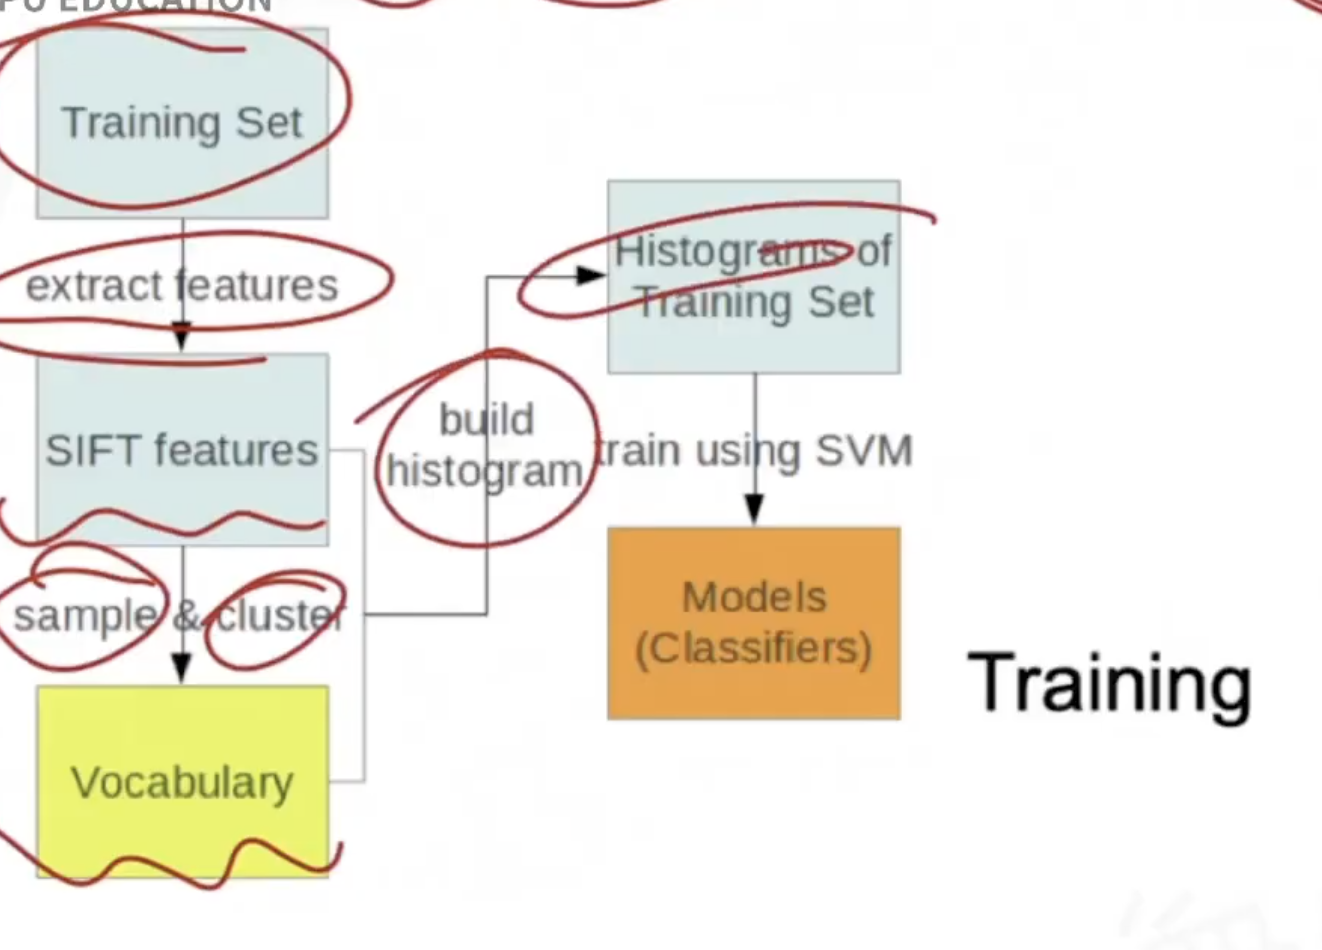 PU EDUCATION
Training Set
extract features
SIFT features
sample & cluster
Vocabulary
build
histogram
Histograms of
Training Set
train using SVM
Models
(Classifiers)
Training